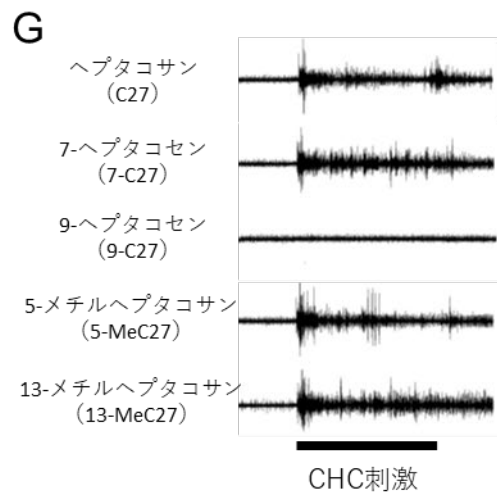 G
ヘプタコサン
(C27)
7-ヘプタコセン
(7-C27)
9-ヘプタコセン
(9-C27)
5-メチルヘプタコサン
(5-MeC27)
13-メチルヘプタコサン
(13-MeC27)
CHC刺激